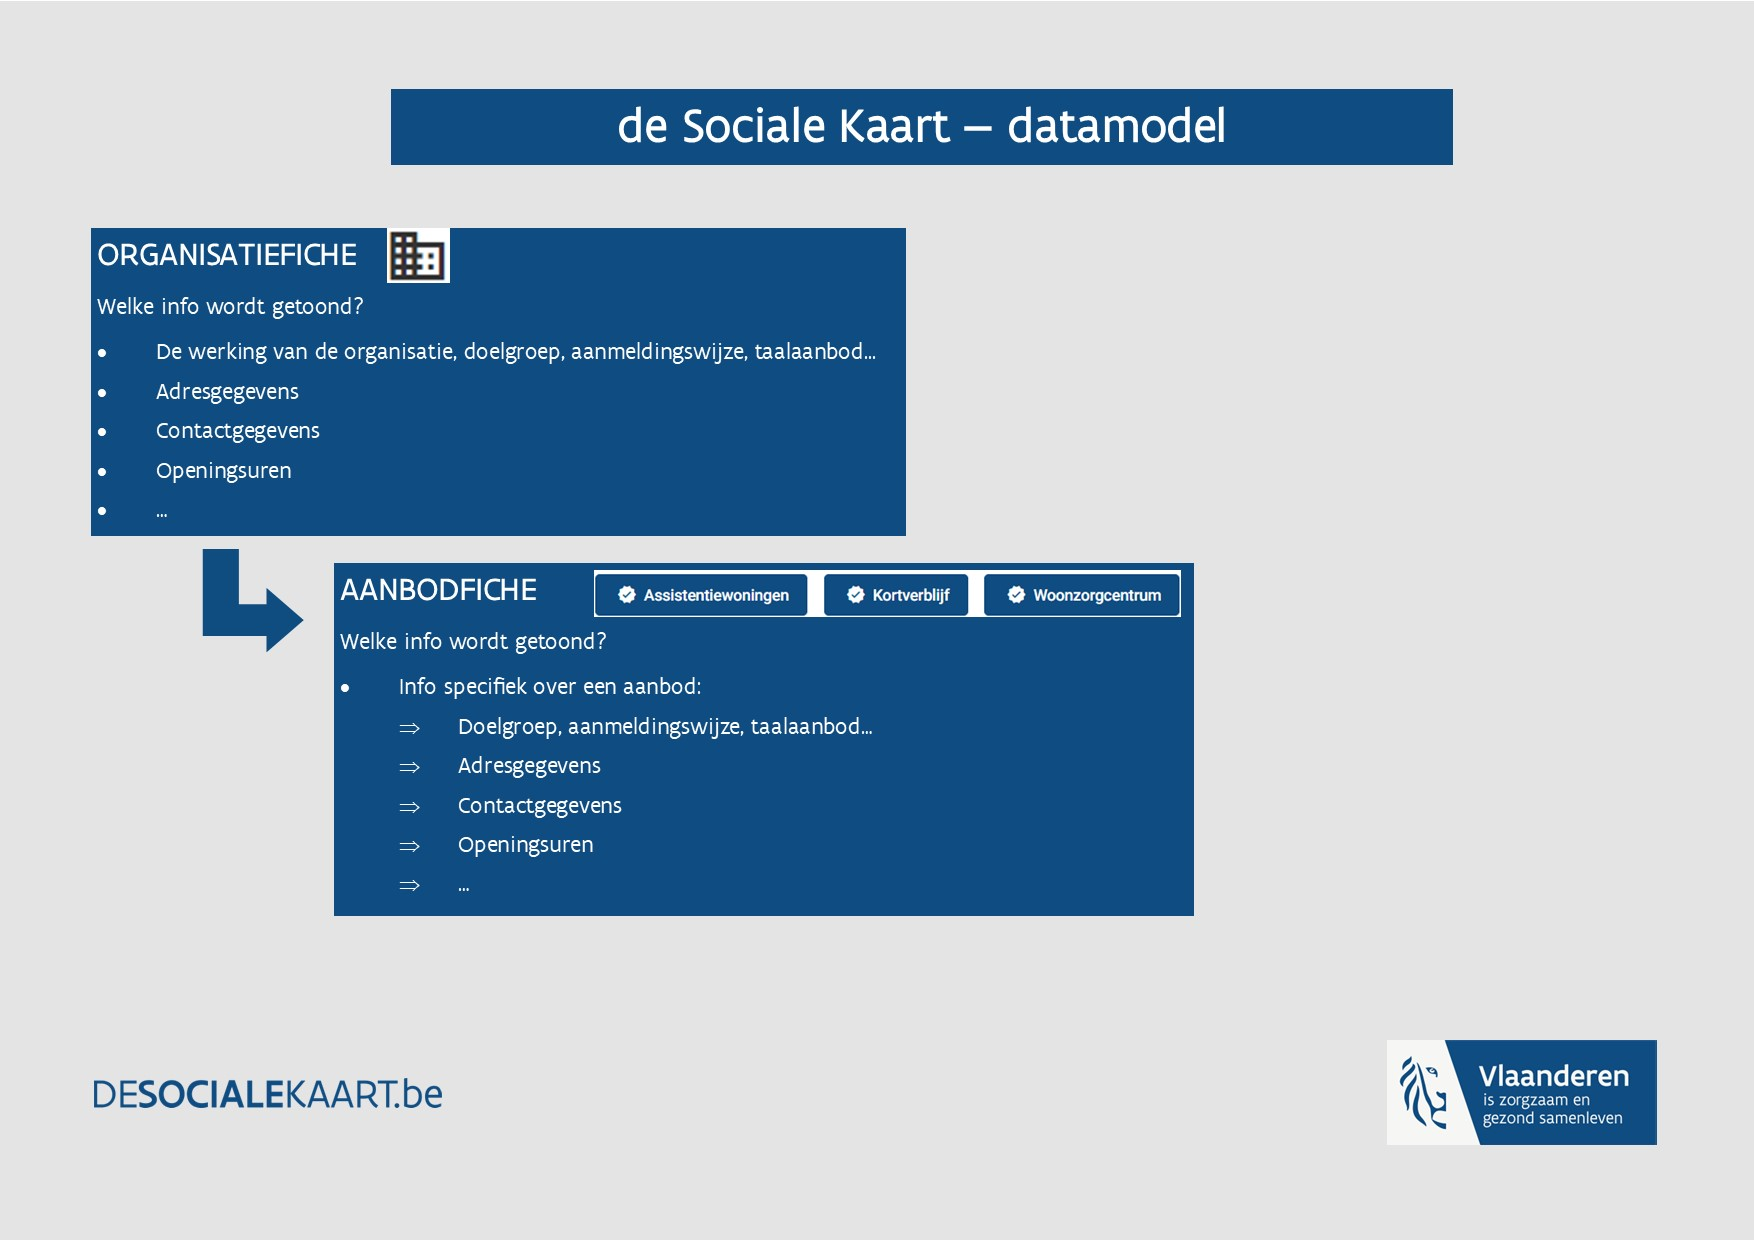 de Sociale Kaart – datamodel
ORGANISATIEFICHE
Welke info wordt getoond?
• De werking van de organisatie, doelgroep, aanmeldingswijze, taalaanbod...
• Adresgegevens
• Contactgegevens
• Openingsuren
• ...
AANBODFICHE
Assistentiewoningen Kortverblijf Woonzorgcentrum
Welke info wordt getoond?
• Info specifiek over een aanbod:
⇒ Doelgroep, aanmeldingswijze, taalaanbod...
⇒ Adresgegevens
⇒ Contactgegevens
⇒ Openingsuren
⇒ ...
DESOCIALEKAART.be
Vlaanderen
is zorgzaam en
gezond samenleven